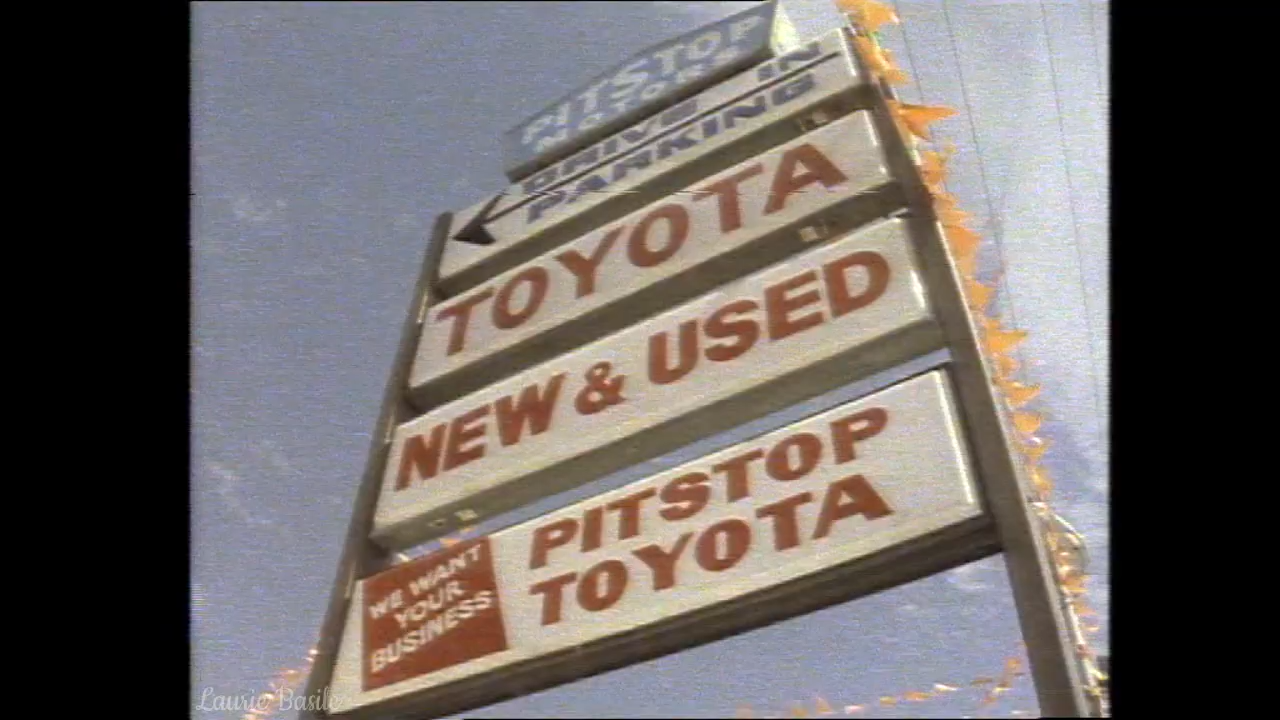 PITSTOP
MOTORS
DRIVE IN
PARKING
TOYOTA
NEW & USED
PITSTOP
TOYOTA
WE WANT
YOUR
BUSINESS
Laurie Basile